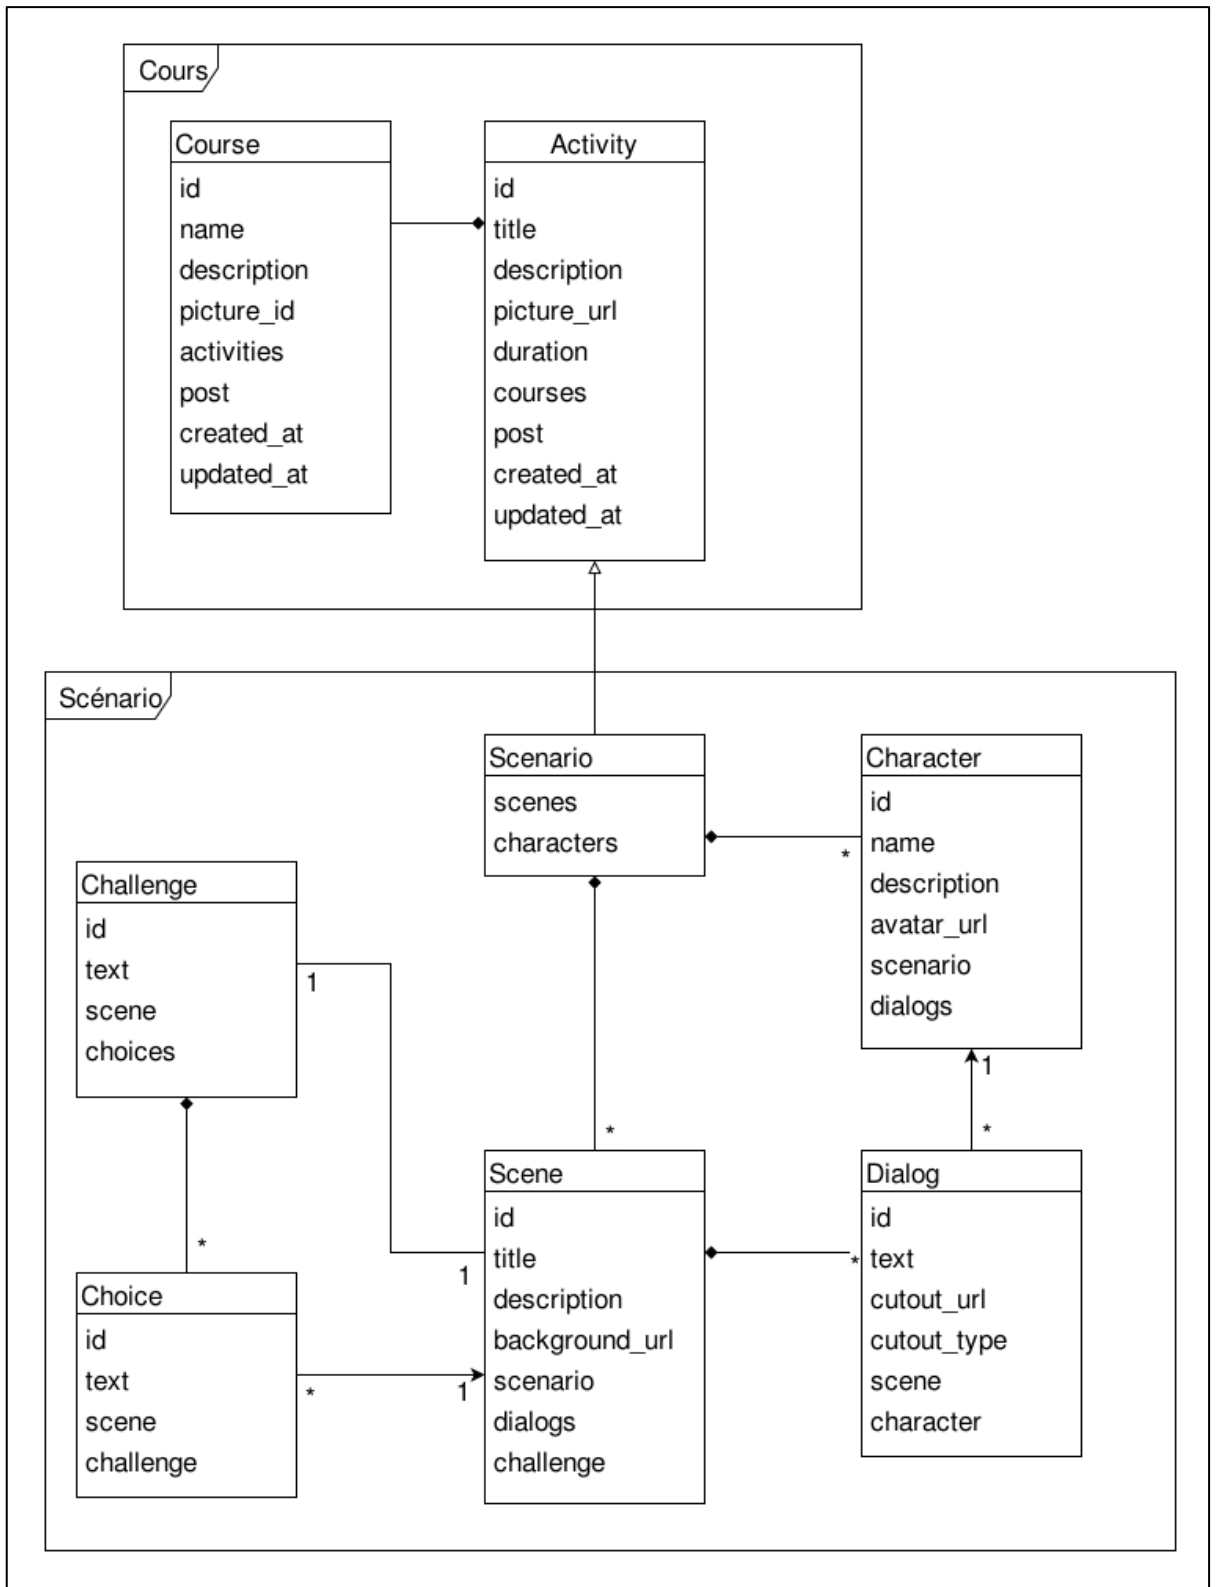 Cours
Course
id
name
description
picture_id
activities
post
created_at
updated_at
Activity
id
title
description
picture_url
duration
courses
post
created_at
updated_at
Scénario
Scenario
scenes
characters
*
*
Character
id
name
description
avatar_url
scenario
dialogs
1
*
Challenge
id
text
scene
choices
1
*
Choice
id
text
scene
challenge
*
1
1
Scene
id
title
description
background_url
scenario
dialogs
challenge
*
Dialog
id
text
cutout_url
cutout_type
scene
character